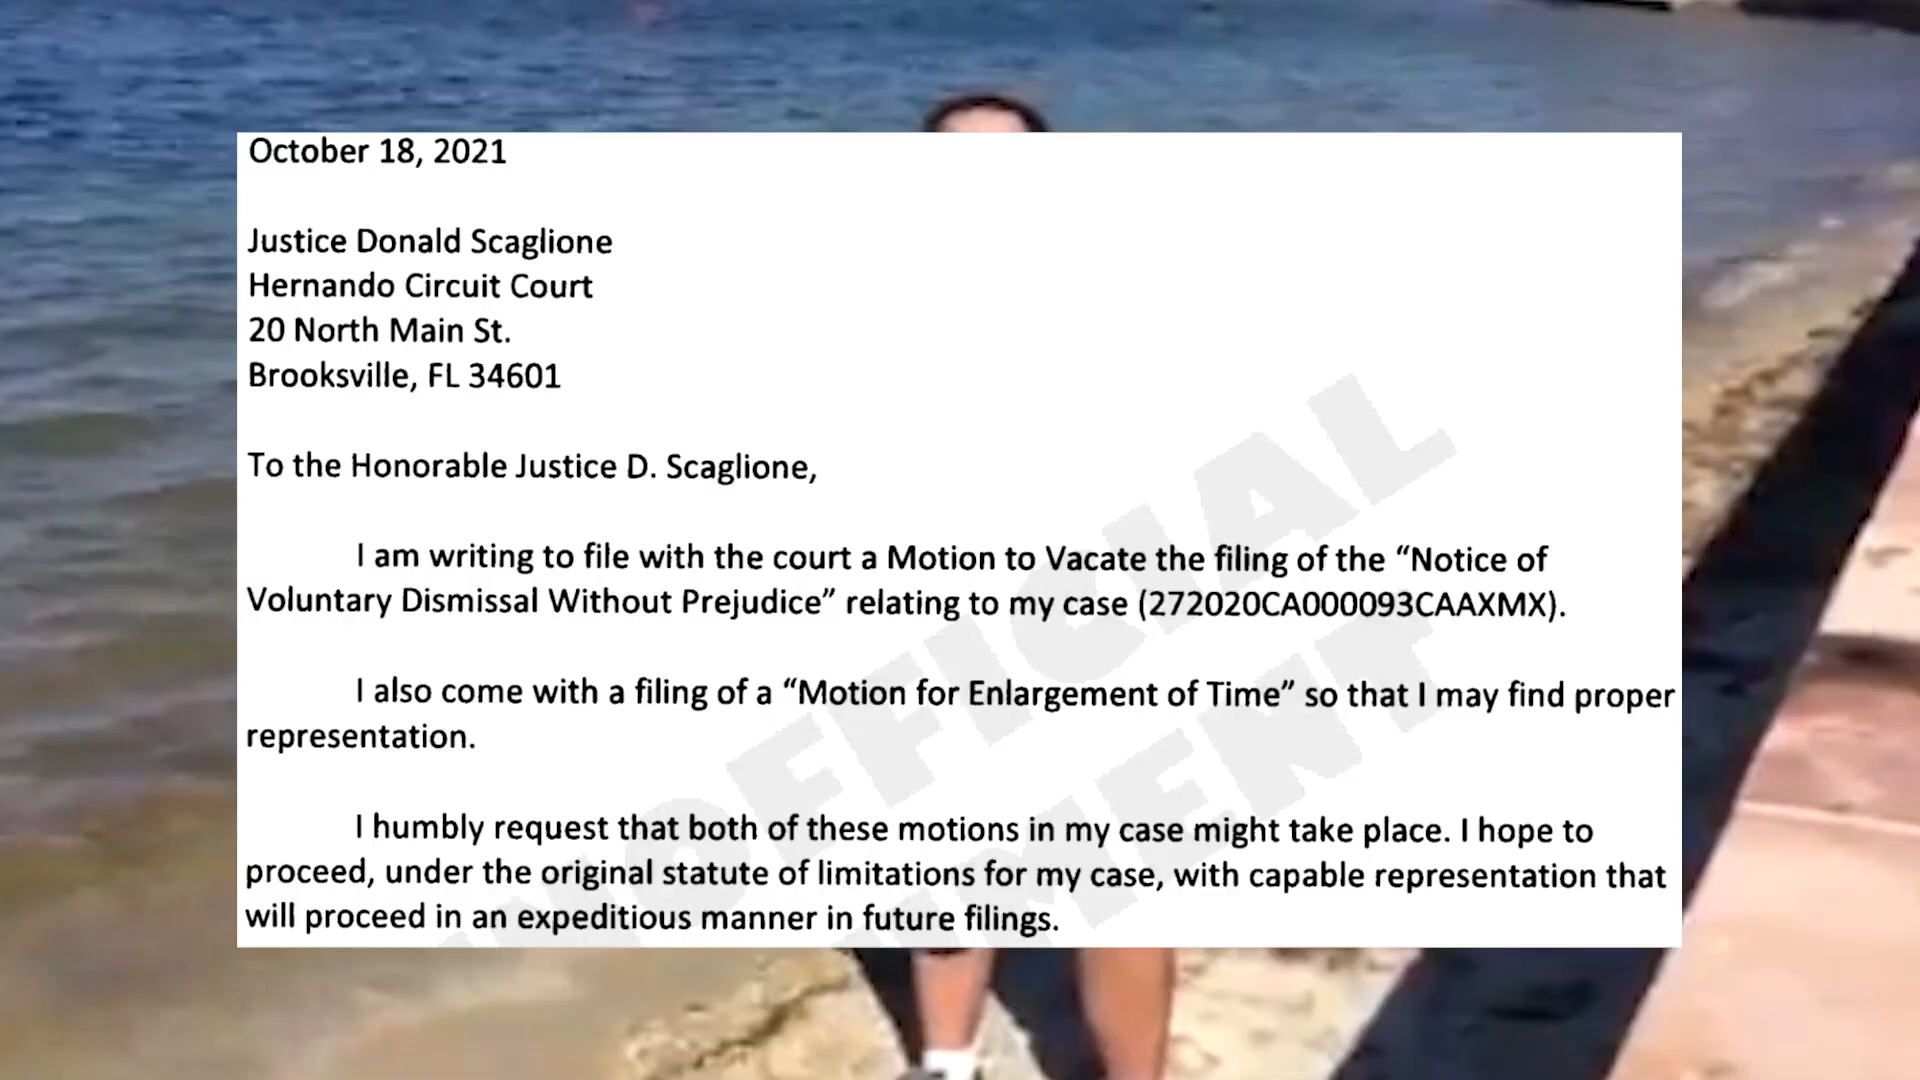 October 18, 2021
Justice Donald Scaglione
Hernando Circuit Court
20 North Main St.
Brooksville, FL 34601
To the Honorable Justice D. Scaglione,
I am writing to file with the court a Motion to Vacate the filing of the “Notice of
Voluntary Dismissal Without Prejudice” relating to my case (272020CA000093CAAXMX).
I also come with a filing of a “Motion for Enlargement of Time” so that I may find proper
representation.
I humbly request that both of these motions in my case might take place. I hope to
proceed, under the original statute of limitations for my case, with capable representation that
will proceed in an expeditious manner in future filings.